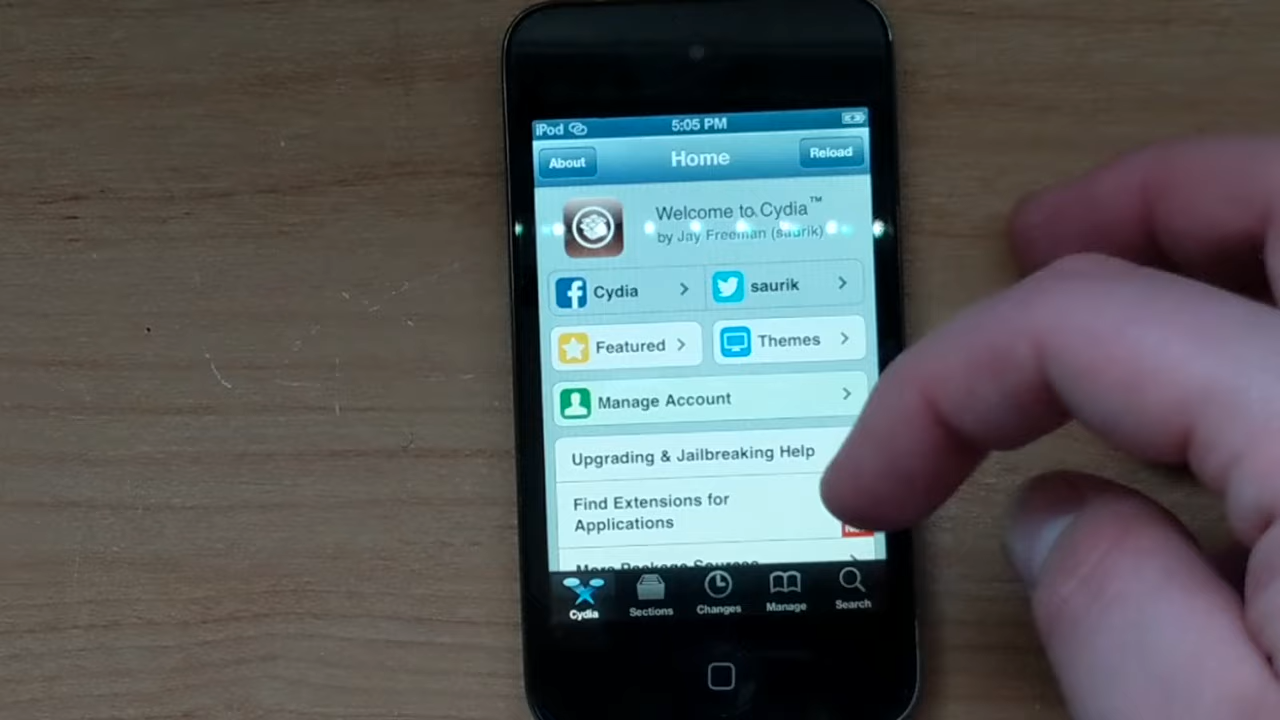 iPod 5:05 PM
About Home Reload
Welcome to Cydia™
by Jay Freeman (saurik)
Cydia saurik
Featured Themes
Manage Account
Upgrading & Jailbreaking Help
Find Extensions for
Applications
More Package Sources
Cydia Sections Changes Manage Search